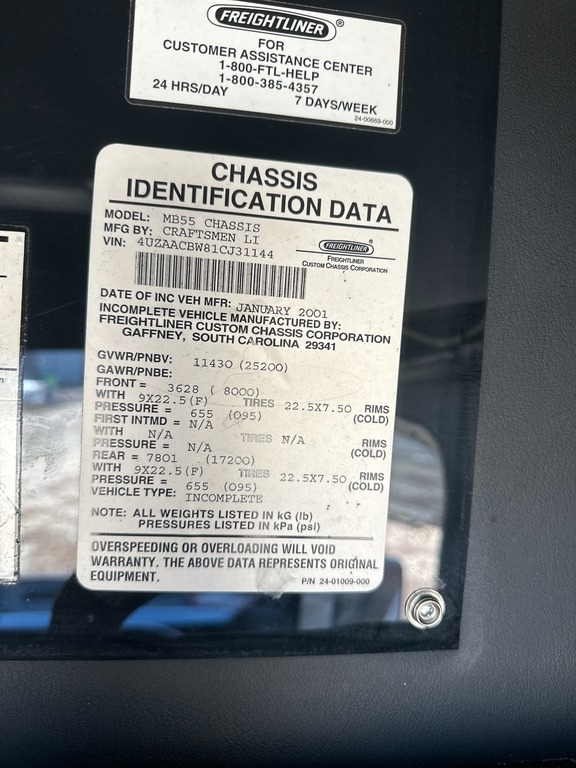 FREIGHTLINER ®
FOR
CUSTOMER ASSISTANCE CENTER
1-800-FTL-HELP
1-800-385-4357
24 HRS/DAY 7 DAYS/WEEK
24-00669-000
CHASSIS
IDENTIFICATION DATA
MODEL: MB55 CHASSIS
MFG BY: CRAFTSMEN LI
VIN: 4UZAACBW81CJ31144
FREIGHTLINER ®
FREIGHTLINER
CUSTOM CHASSIS CORPORATION
DATE OF INC VEH MFR: JANUARY 2001
INCOMPLETE VEHICLE MANUFACTURED BY:
FREIGHTLINER CUSTOM CHASSIS CORPORATION
GAFFNEY, SOUTH CAROLINA 29341
GVWR/PNBV: 11430 (25200)
GAWR/PNBE:
FRONT = 3628 ( 8000)
WITH 9X22.5(F) TIRES 22.5X7.50 RIMS
PRESSURE = 655 (095) (COLD)
FIRST INTMD = N/A
WITH N/A TIRES N/A RIMS
PRESSURE = N/A (COLD)
REAR = 7801 (17200)
WITH 9X22.5(F) TIRES 22.5X7.50 RIMS
PRESSURE = 655 (095) (COLD)
VEHICLE TYPE: INCOMPLETE
NOTE: ALL WEIGHTS LISTED IN kG (lb)
PRESSURES LISTED IN kPa (psi)
OVERSPEEDING OR OVERLOADING WILL VOID
WARRANTY. THE ABOVE DATA REPRESENTS ORIGINAL
EQUIPMENT. P/N 24-01009-000